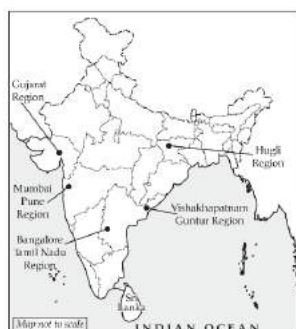 Gujarat
Region
Hugli
Region
Mumbai
Pune
Region
Vishakhapatnam
Guntur Region
Bangalore
Tamil Nadu
Region
Sri
Lanka
Map not to scale
INDIAN OCEAN